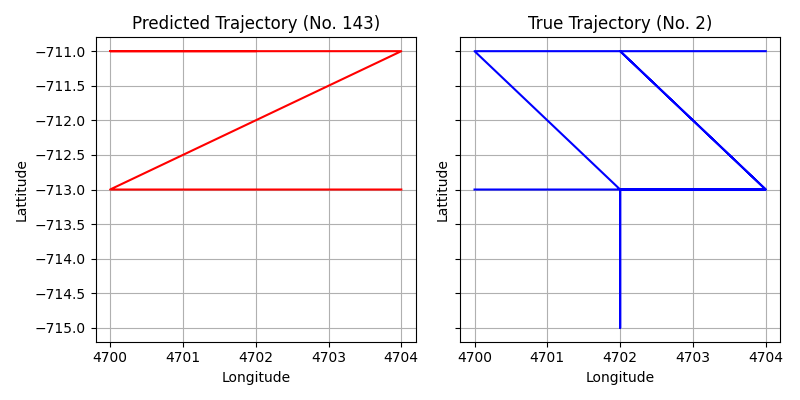 Predicted Trajectory (No. 143)
True Trajectory (No. 2)
−711.0
−711.5
−712.0
−712.5
−713.0
−713.5
−714.0
−714.5
−715.0
Lattitude
Lattitude
4700 4701 4702 4703 4704
4700 4701 4702 4703 4704
Longitude
Longitude